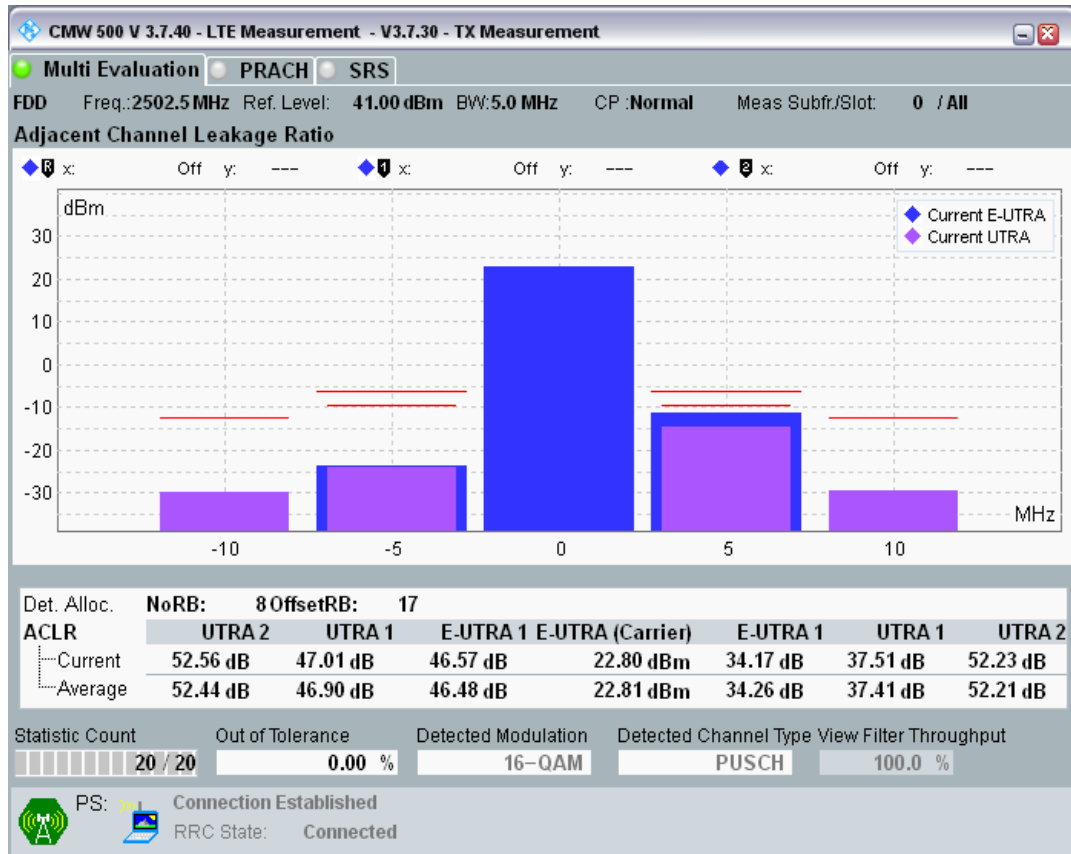 CMW 500 V 3.7.40 - LTE Measurement - V3.7.30 - TX Measurement
Multi Evaluation PRACH SRS
FDD Freq.:2502.5 MHz Ref. Level: 41.00 dBm BW:5.0 MHz CP :Normal Meas Subfr./Slot: 0 / All
Adjacent Channel Leakage Ratio
R x: Off y: --- 1 x: Off y: --- 2 x: Off y: ---
dBm
Current E-UTRA
Current UTRA
30
20
10
0
-10
-20
-30
MHz
-10 -5 0 5 10
Det. Alloc. NoRB: 8 OffsetRB: 17
ACLR UTRA 2 UTRA 1 E-UTRA 1 E-UTRA (Carrier) E-UTRA 1 UTRA 1 UTRA 2
Current 52.56 dB 47.01 dB 46.57 dB 22.80 dBm 34.17 dB 37.51 dB 52.23 dB
Average 52.44 dB 46.90 dB 46.48 dB 22.81 dBm 34.26 dB 37.41 dB 52.21 dB
Statistic Count Out of Tolerance Detected Modulation Detected Channel Type View Filter Throughput
20 / 20 0.00 % 16-QAM PUSCH 100.0 %
PS: Connection Established
RRC State: Connected